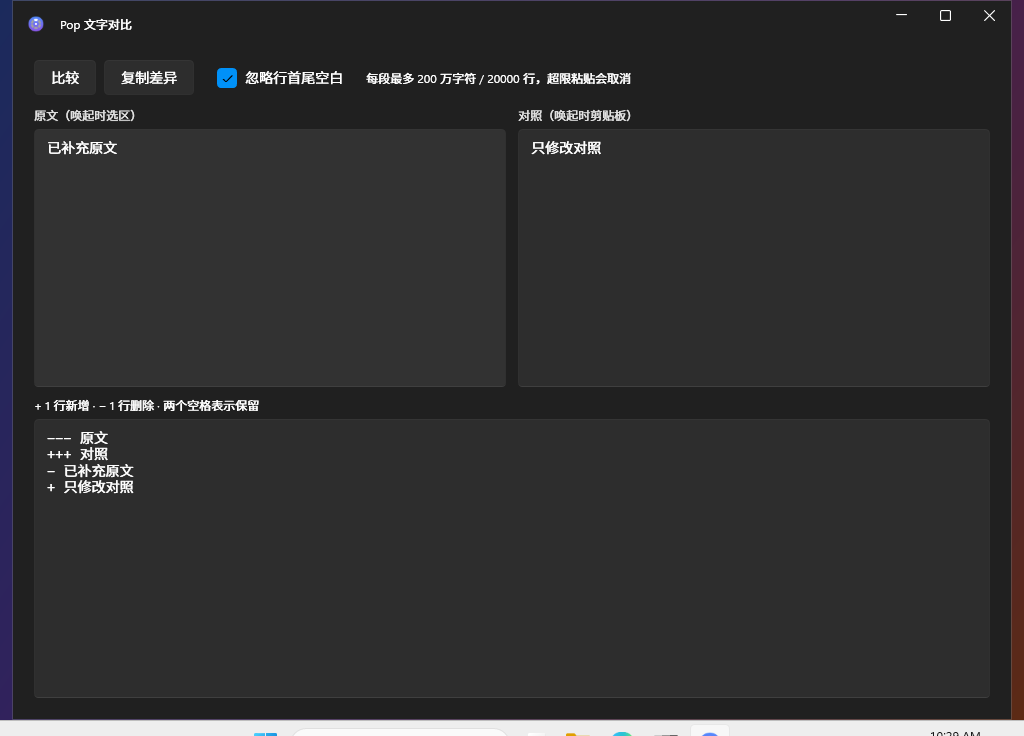 Pop 文字对比
比较 复制差异 忽略行首尾空白 每段最多 200 万字符 / 20000 行，超限粘贴会取消
原文（唤起时选区） 对照（唤起时剪贴板）
已补充原文 只修改对照
+ 1 行新增 · − 1 行删除 · 两个空格表示保留
--- 原文
+++ 对照
- 已补充原文
+ 只修改对照